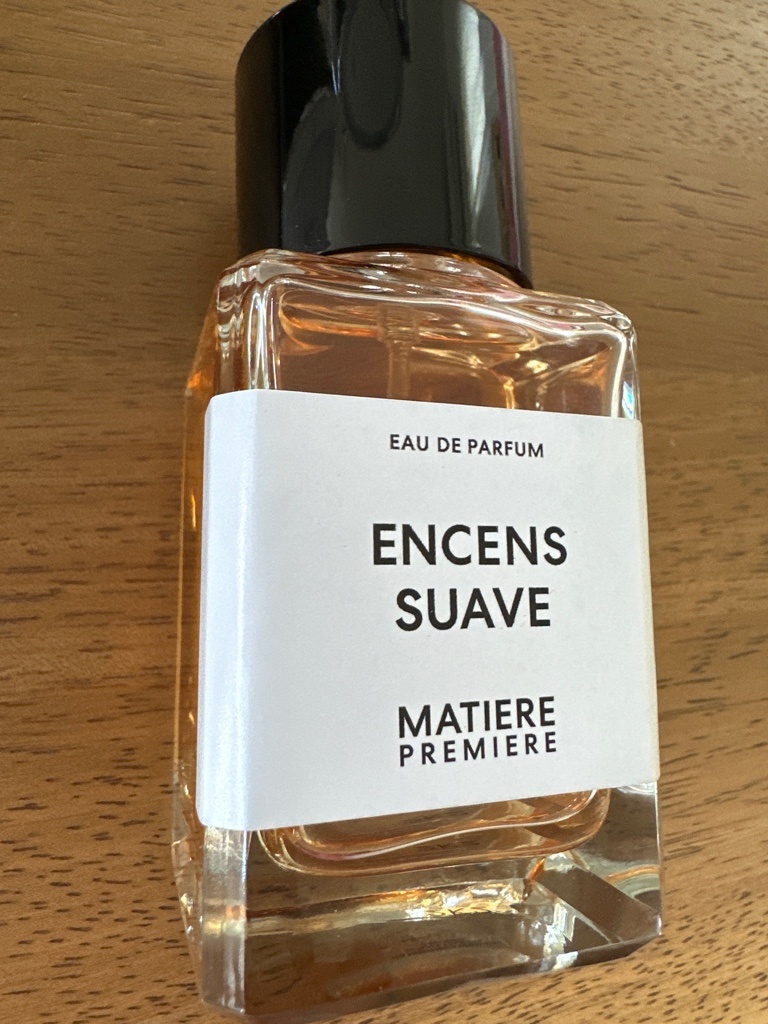 EAU DE PARFUM
ENCENS
SUAVE
MATIERE
PREMIERE